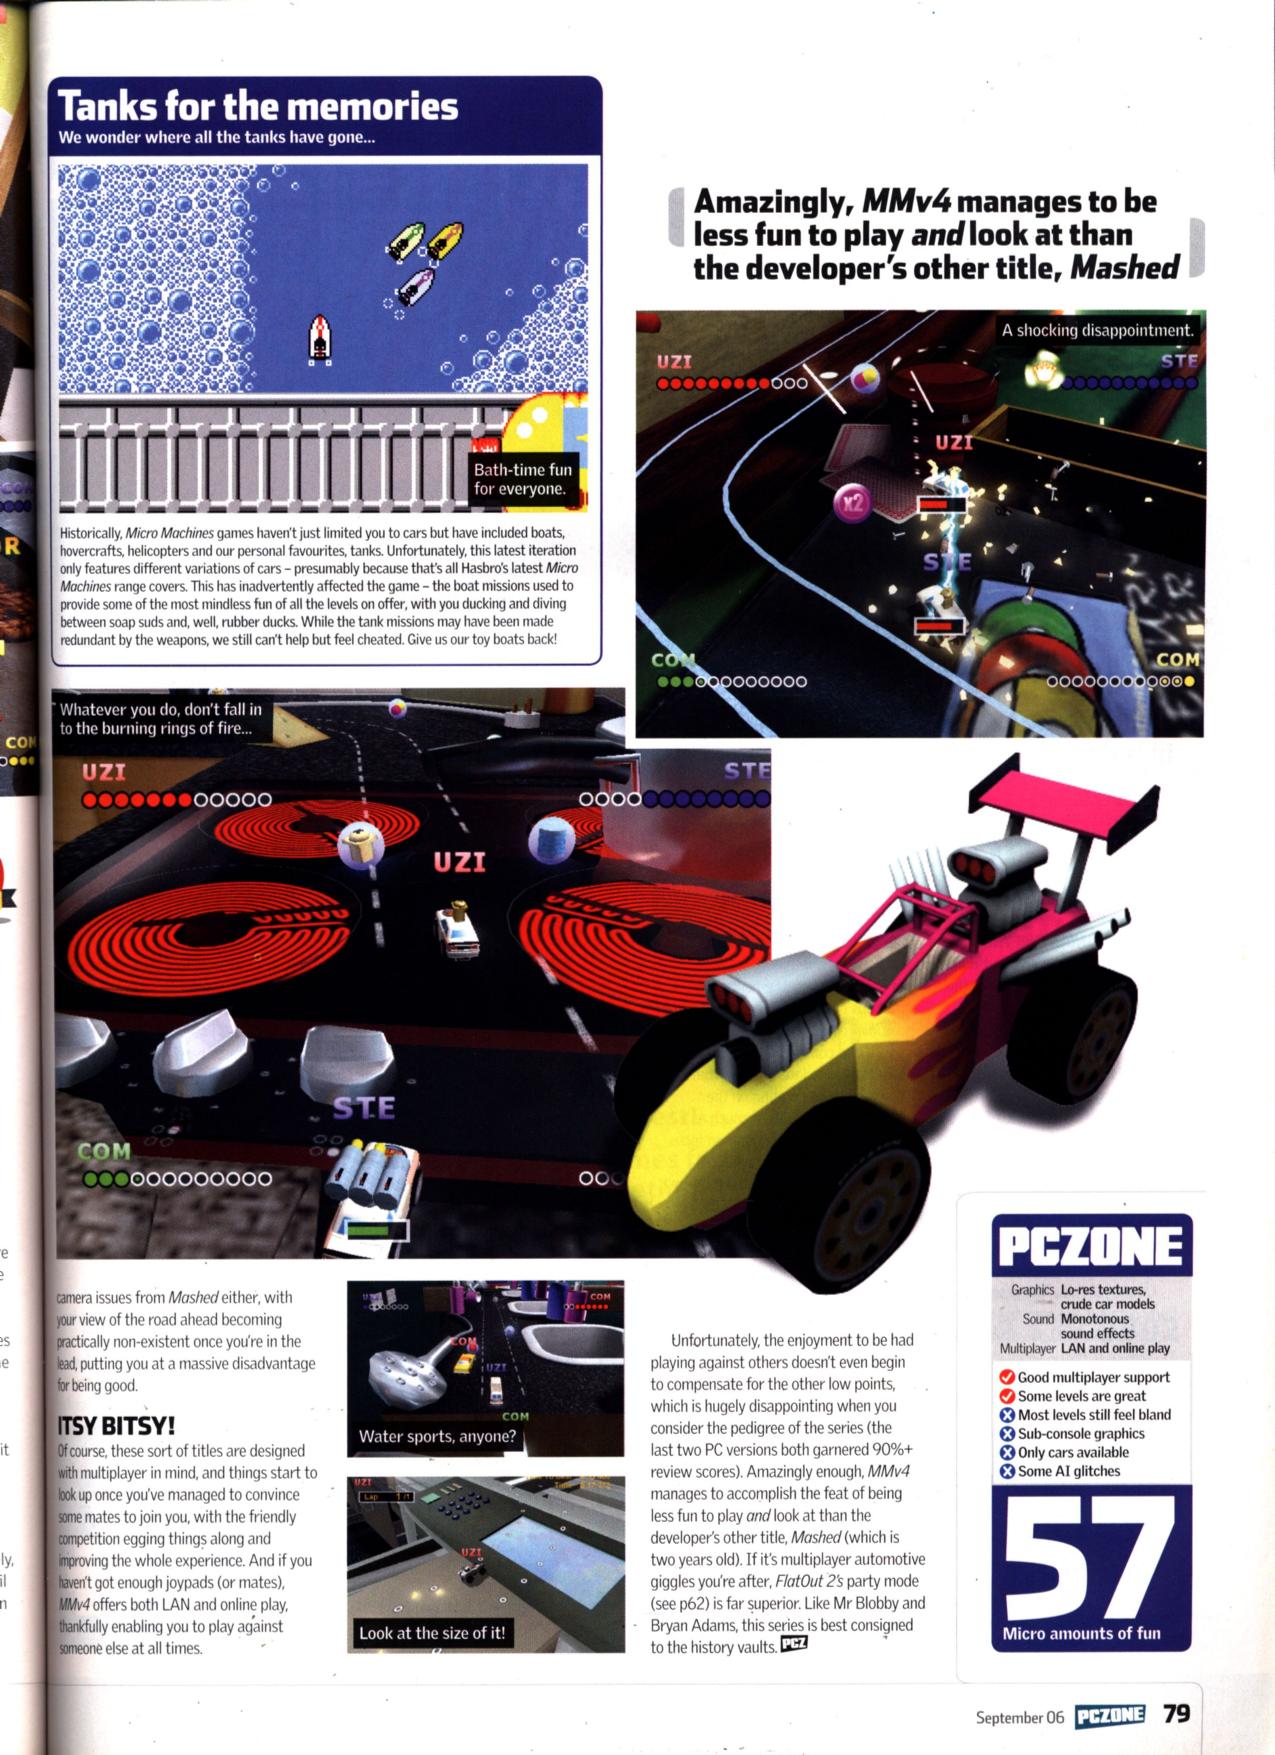 Tanks for the memories
We wonder where all the tanks have gone...
Bath-time fun
for everyone.
Historically, Micro Machines games haven't just limited you to cars but have included boats,
hovercrafts, helicopters and our personal favourites, tanks. Unfortunately, this latest iteration
only features different variations of cars – presumably because that's all Hasbro's latest Micro
Machines range covers. This has inadvertently affected the game – the boat missions used to
provide some of the most mindless fun of all the levels on offer, with you ducking and diving
between soap suds and, well, rubber ducks. While the tank missions may have been made
redundant by the weapons, we still can't help but feel cheated. Give us our toy boats back!
Amazingly, MMv4 manages to be
less fun to play and look at than
the developer's other title, Mashed
A shocking disappointment.
UZI
STE
UZI
x2
STE
COM
COM
Whatever you do, don't fall in
to the burning rings of fire...
UZI
STE
UZI
STE
COM
camera issues from Mashed either, with
your view of the road ahead becoming
practically non-existent once you're in the
lead, putting you at a massive disadvantage
for being good.
ITSY BITSY!
Of course, these sort of titles are designed
with multiplayer in mind, and things start to
look up once you've managed to convince
some mates to join you, with the friendly
competition egging things along and
improving the whole experience. And if you
haven't got enough joypads (or mates),
MMv4 offers both LAN and online play,
thankfully enabling you to play against
someone else at all times.
COM
COM
UZI
COM
Water sports, anyone?
UZI
Lap 1/1
UZI
Look at the size of it!
Unfortunately, the enjoyment to be had
playing against others doesn't even begin
to compensate for the other low points,
which is hugely disappointing when you
consider the pedigree of the series (the
last two PC versions both garnered 90%+
review scores). Amazingly enough, MMv4
manages to accomplish the feat of being
less fun to play and look at than the
developer's other title, Mashed (which is
two years old). If it's multiplayer automotive
giggles you're after, FlatOut 2's party mode
(see p62) is far superior. Like Mr Blobby and
Bryan Adams, this series is best consigned
to the history vaults. PCZ
PCZONE
Graphics Lo-res textures,
crude car models
Sound Monotonous
sound effects
Multiplayer LAN and online play
Good multiplayer support
Some levels are great
Most levels still feel bland
Sub-console graphics
Only cars available
Some AI glitches
57
Micro amounts of fun
September 06 PCZONE 79